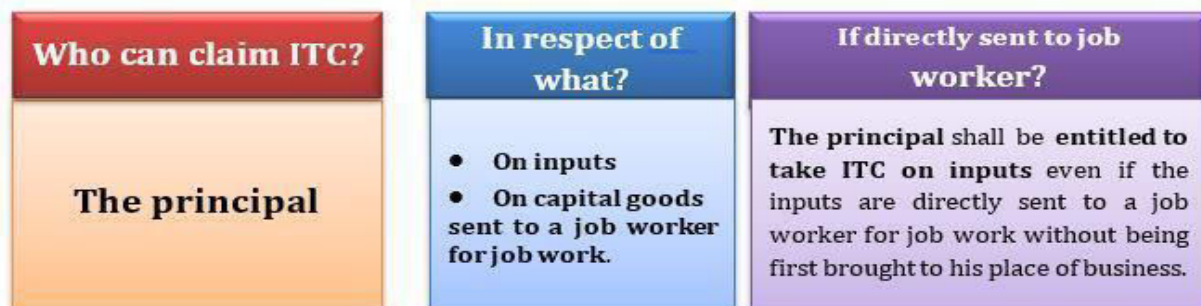 Who can claim ITC?
The principal
In respect of
what?
● On inputs
● On capital goods
sent to a job worker
for job work.
If directly sent to job
worker?
The principal shall be entitled to
take ITC on inputs even if the
inputs are directly sent to a job
worker for job work without being
first brought to his place of business.